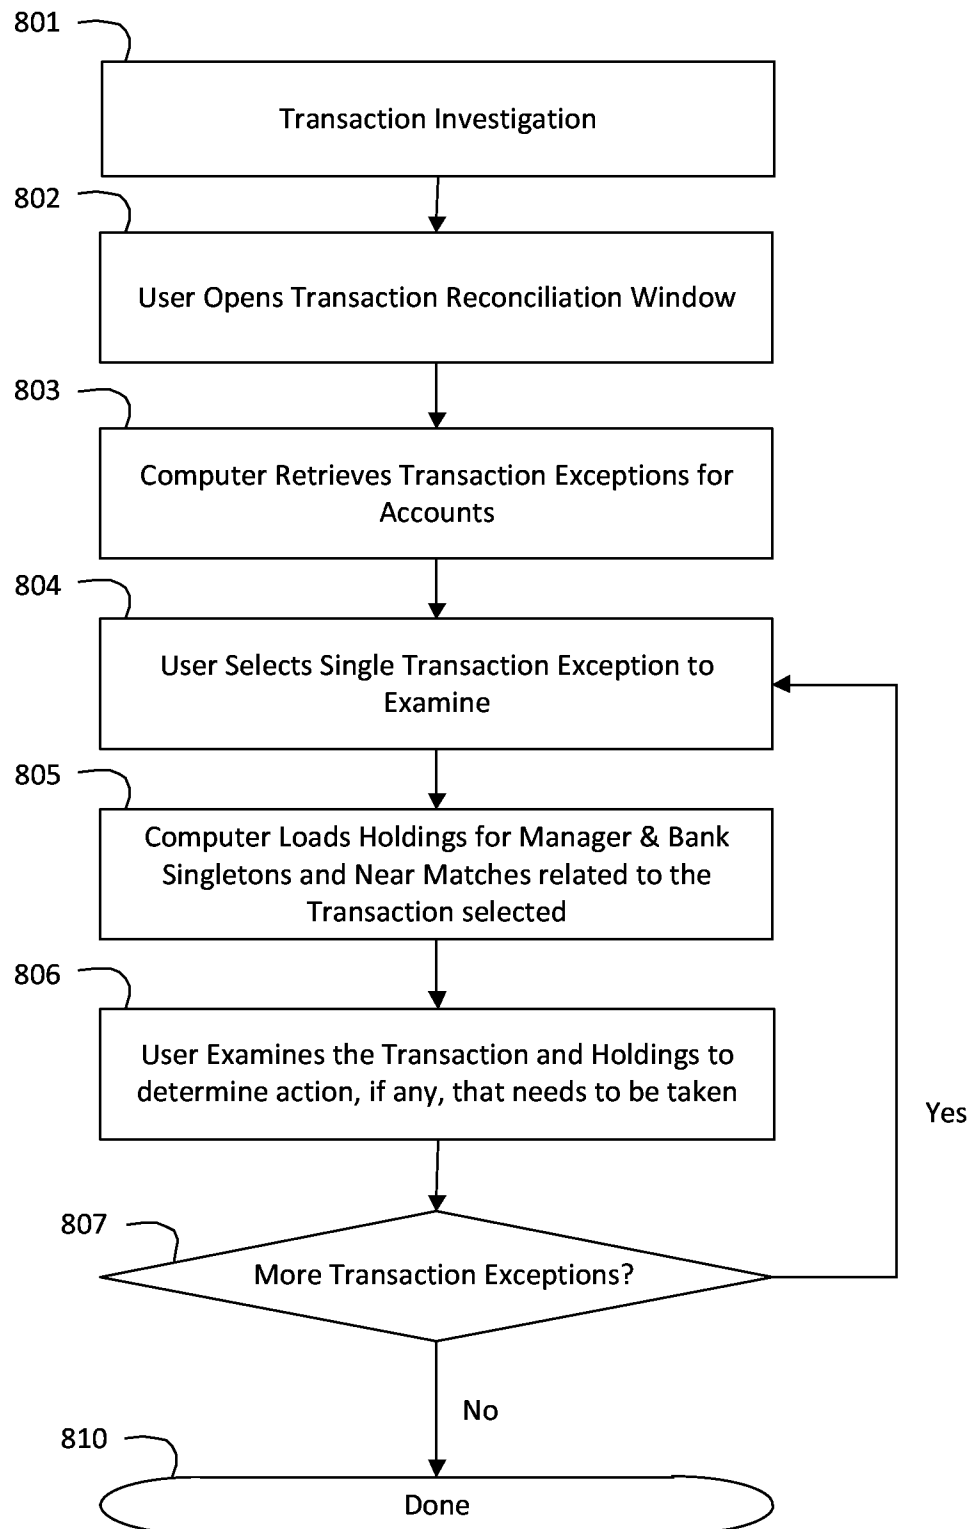 801
Transaction Investigation
802
User Opens Transaction Reconciliation Window
803
Computer Retrieves Transaction Exceptions for
Accounts
804
User Selects Single Transaction Exception to
Examine
805
Computer Loads Holdings for Manager & Bank
Singletons and Near Matches related to the
Transaction selected
806
User Examines the Transaction and Holdings to
determine action, if any, that needs to be taken
Yes
807
More Transaction Exceptions?
No
810
Done